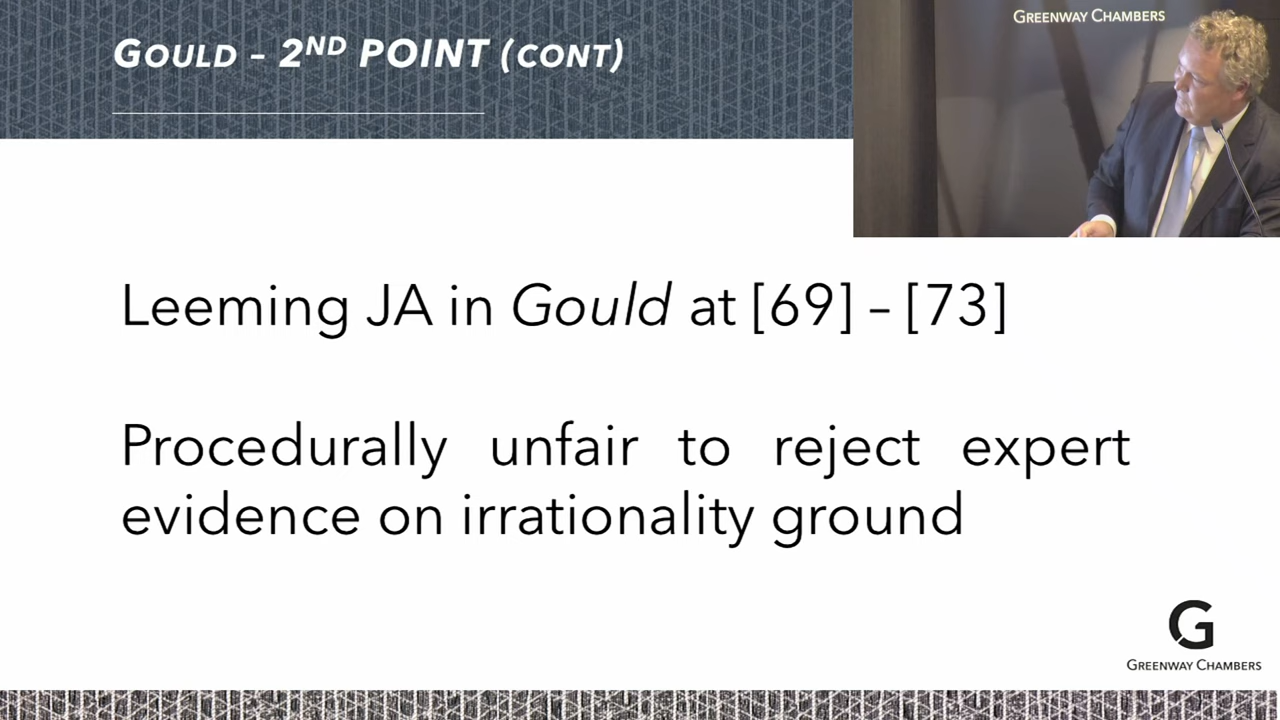 GOULD – 2ND POINT (CONT)
GREENWAY CHAMBERS
Leeming JA in Gould at [69] – [73]
Procedurally unfair to reject expert
evidence on irrationality ground
G
GREENWAY CHAMBERS